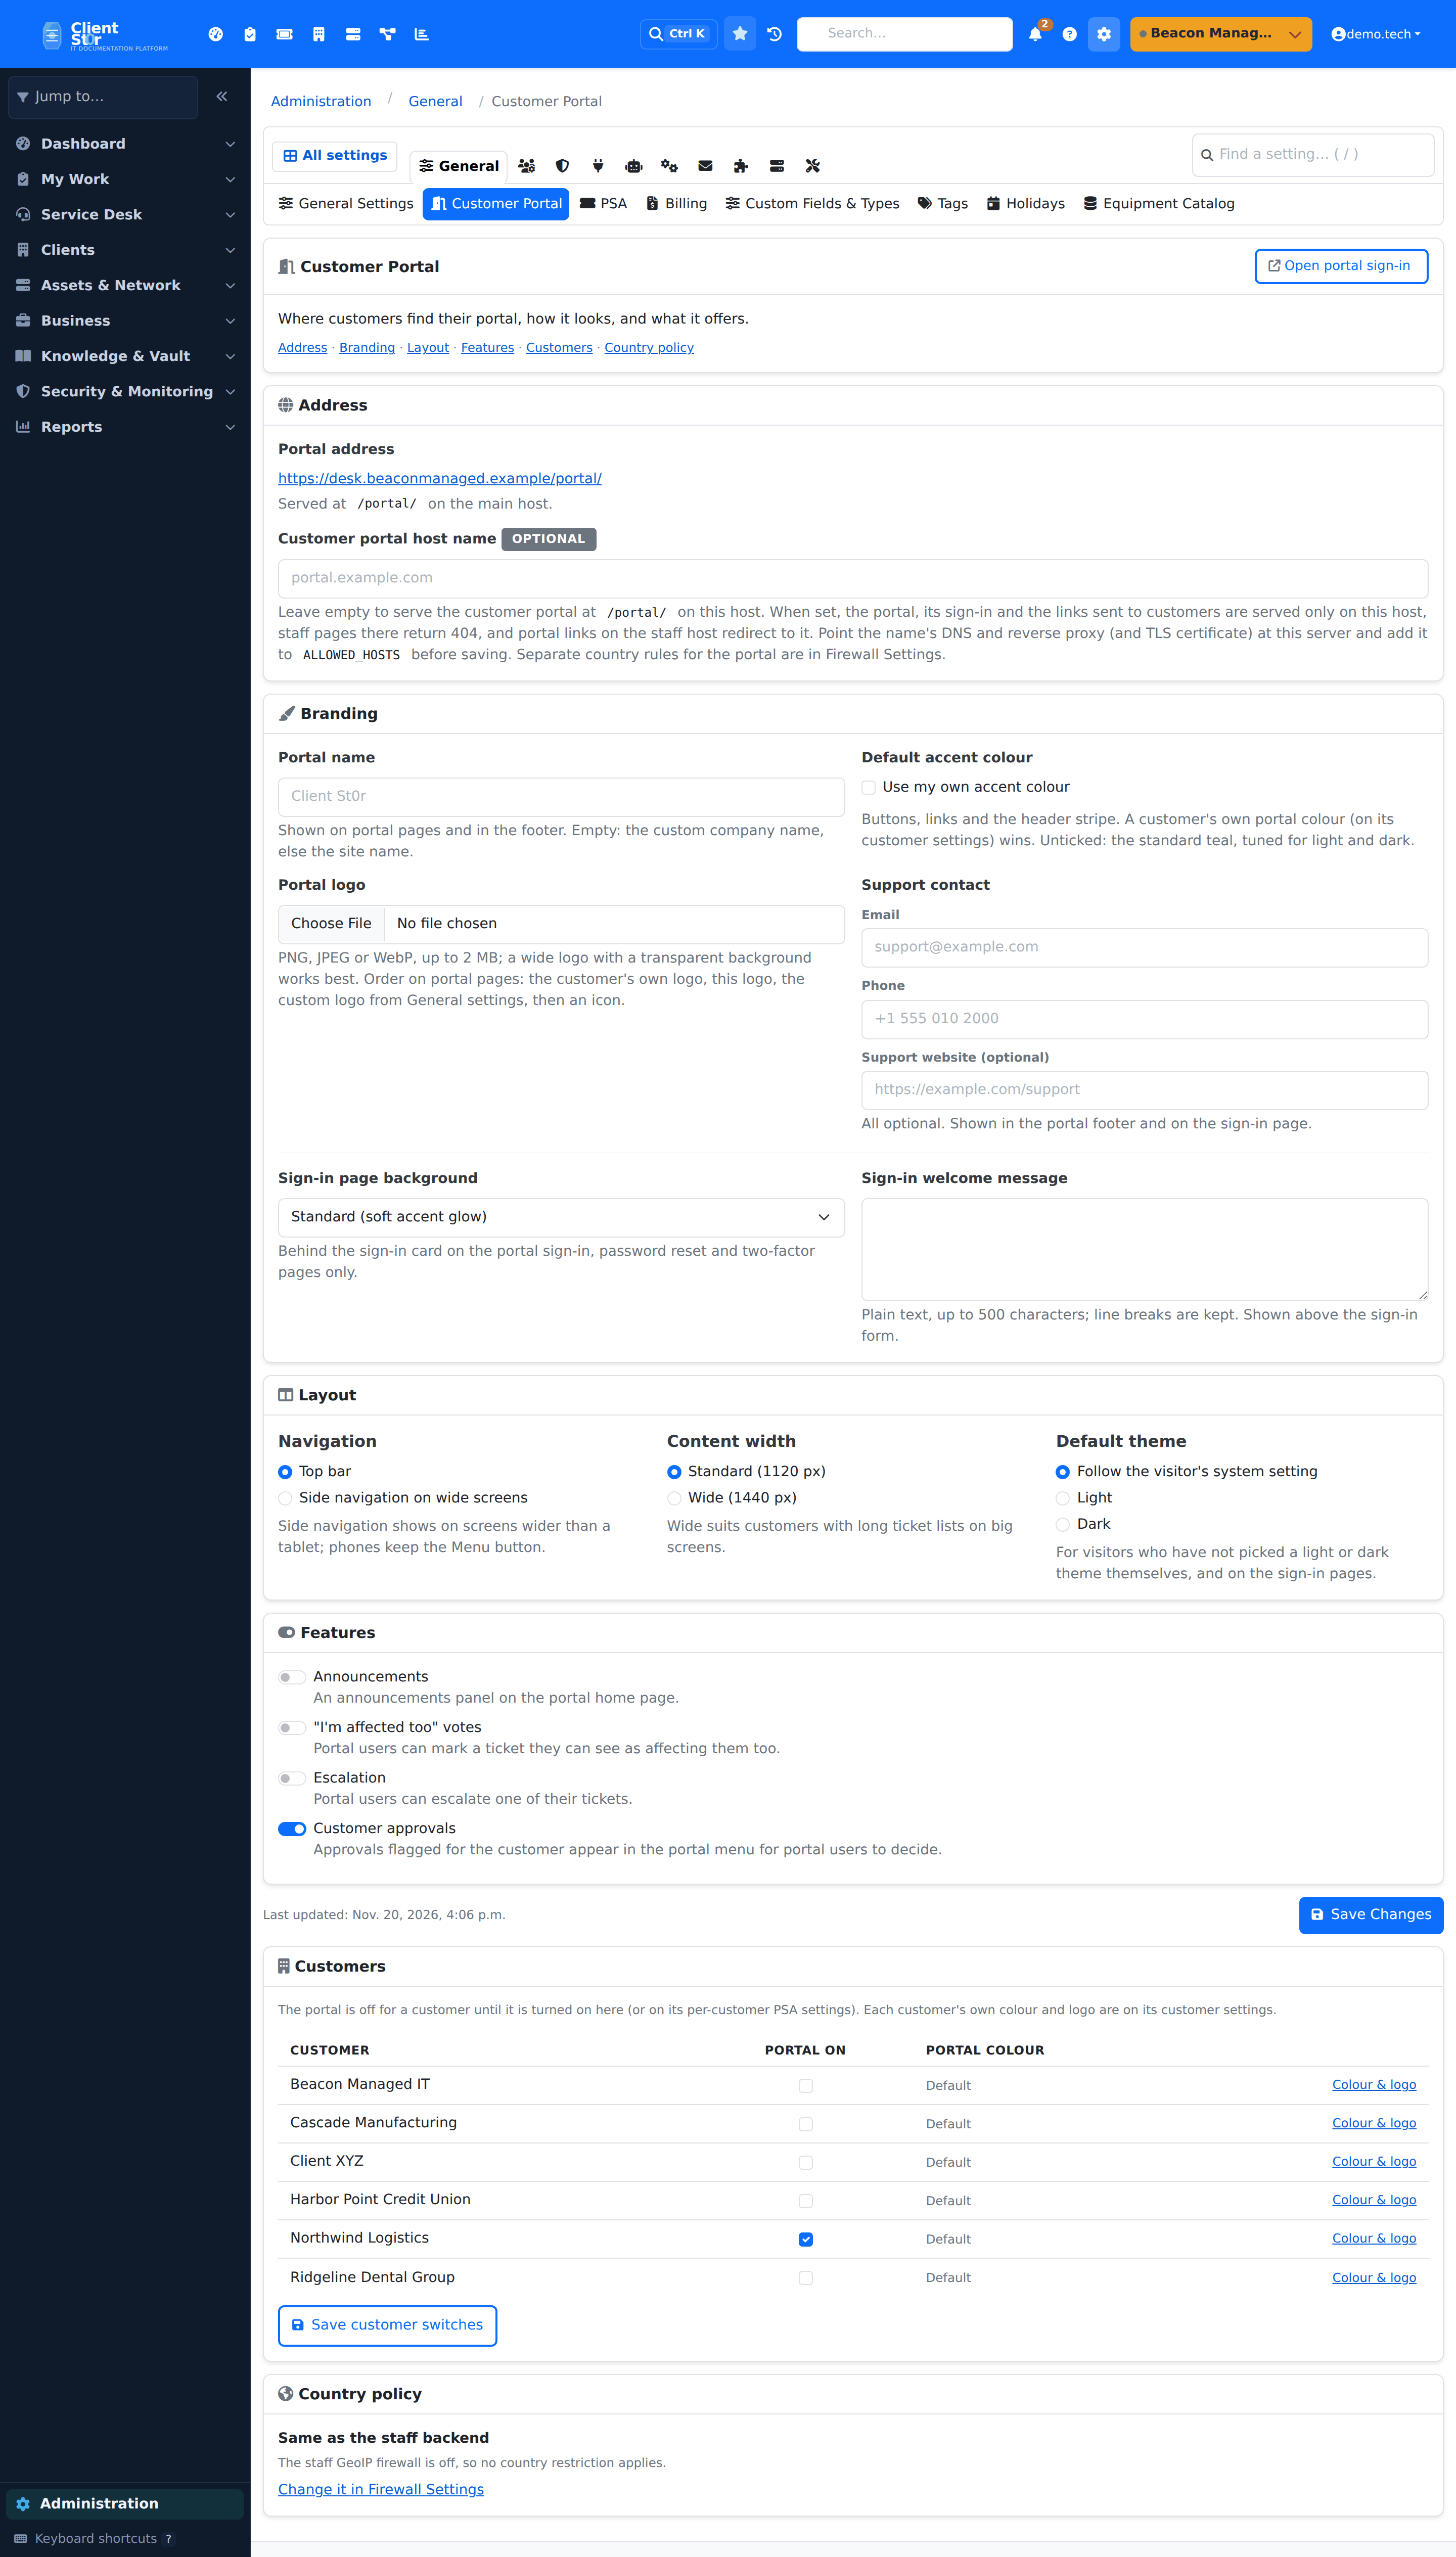 Client
St0r
IT DOCUMENTATION PLATFORM
Ctrl K
Search...
2
Beacon Manag...
demo.tech
Jump to...
Dashboard
My Work
Service Desk
Clients
Assets & Network
Business
Knowledge & Vault
Security & Monitoring
Reports
Administration
Keyboard shortcuts ?
Administration / General / Customer Portal
All settings
General
Find a setting... ( / )
General Settings
Customer Portal
PSA
Billing
Custom Fields & Types
Tags
Holidays
Equipment Catalog
Customer Portal
Open portal sign-in
Where customers find their portal, how it looks, and what it offers.
Address · Branding · Layout · Features · Customers · Country policy
Address
Portal address
https://desk.beaconmanaged.example/portal/
Served at /portal/ on the main host.
Customer portal host name OPTIONAL
portal.example.com
Leave empty to serve the customer portal at /portal/ on this host. When set, the portal, its sign-in and the links sent to customers are served only on this host,
staff pages there return 404, and portal links on the staff host redirect to it. Point the name's DNS and reverse proxy (and TLS certificate) at this server and add it
to ALLOWED_HOSTS before saving. Separate country rules for the portal are in Firewall Settings.
Branding
Portal name
Client St0r
Shown on portal pages and in the footer. Empty: the custom company name,
else the site name.
Default accent colour
Use my own accent colour
Buttons, links and the header stripe. A customer's own portal colour (on its
customer settings) wins. Unticked: the standard teal, tuned for light and dark.
Portal logo
Choose File No file chosen
PNG, JPEG or WebP, up to 2 MB; a wide logo with a transparent background
works best. Order on portal pages: the customer's own logo, this logo, the
custom logo from General settings, then an icon.
Support contact
Email
support@example.com
Phone
+1 555 010 2000
Support website (optional)
https://example.com/support
All optional. Shown in the portal footer and on the sign-in page.
Sign-in page background
Standard (soft accent glow)
Behind the sign-in card on the portal sign-in, password reset and two-factor
pages only.
Sign-in welcome message
Plain text, up to 500 characters; line breaks are kept. Shown above the sign-in
form.
Layout
Navigation
Top bar
Side navigation on wide screens
Side navigation shows on screens wider than a
tablet; phones keep the Menu button.
Content width
Standard (1120 px)
Wide (1440 px)
Wide suits customers with long ticket lists on big
screens.
Default theme
Follow the visitor's system setting
Light
Dark
For visitors who have not picked a light or dark
theme themselves, and on the sign-in pages.
Features
Announcements
An announcements panel on the portal home page.
"I'm affected too" votes
Portal users can mark a ticket they can see as affecting them too.
Escalation
Portal users can escalate one of their tickets.
Customer approvals
Approvals flagged for the customer appear in the portal menu for portal users to decide.
Last updated: Nov. 20, 2026, 4:06 p.m.
Save Changes
Customers
The portal is off for a customer until it is turned on here (or on its per-customer PSA settings). Each customer's own colour and logo are on its customer settings.
CUSTOMER PORTAL ON PORTAL COLOUR
Beacon Managed IT Default Colour & logo
Cascade Manufacturing Default Colour & logo
Client XYZ Default Colour & logo
Harbor Point Credit Union Default Colour & logo
Northwind Logistics Default Colour & logo
Ridgeline Dental Group Default Colour & logo
Save customer switches
Country policy
Same as the staff backend
The staff GeoIP firewall is off, so no country restriction applies.
Change it in Firewall Settings